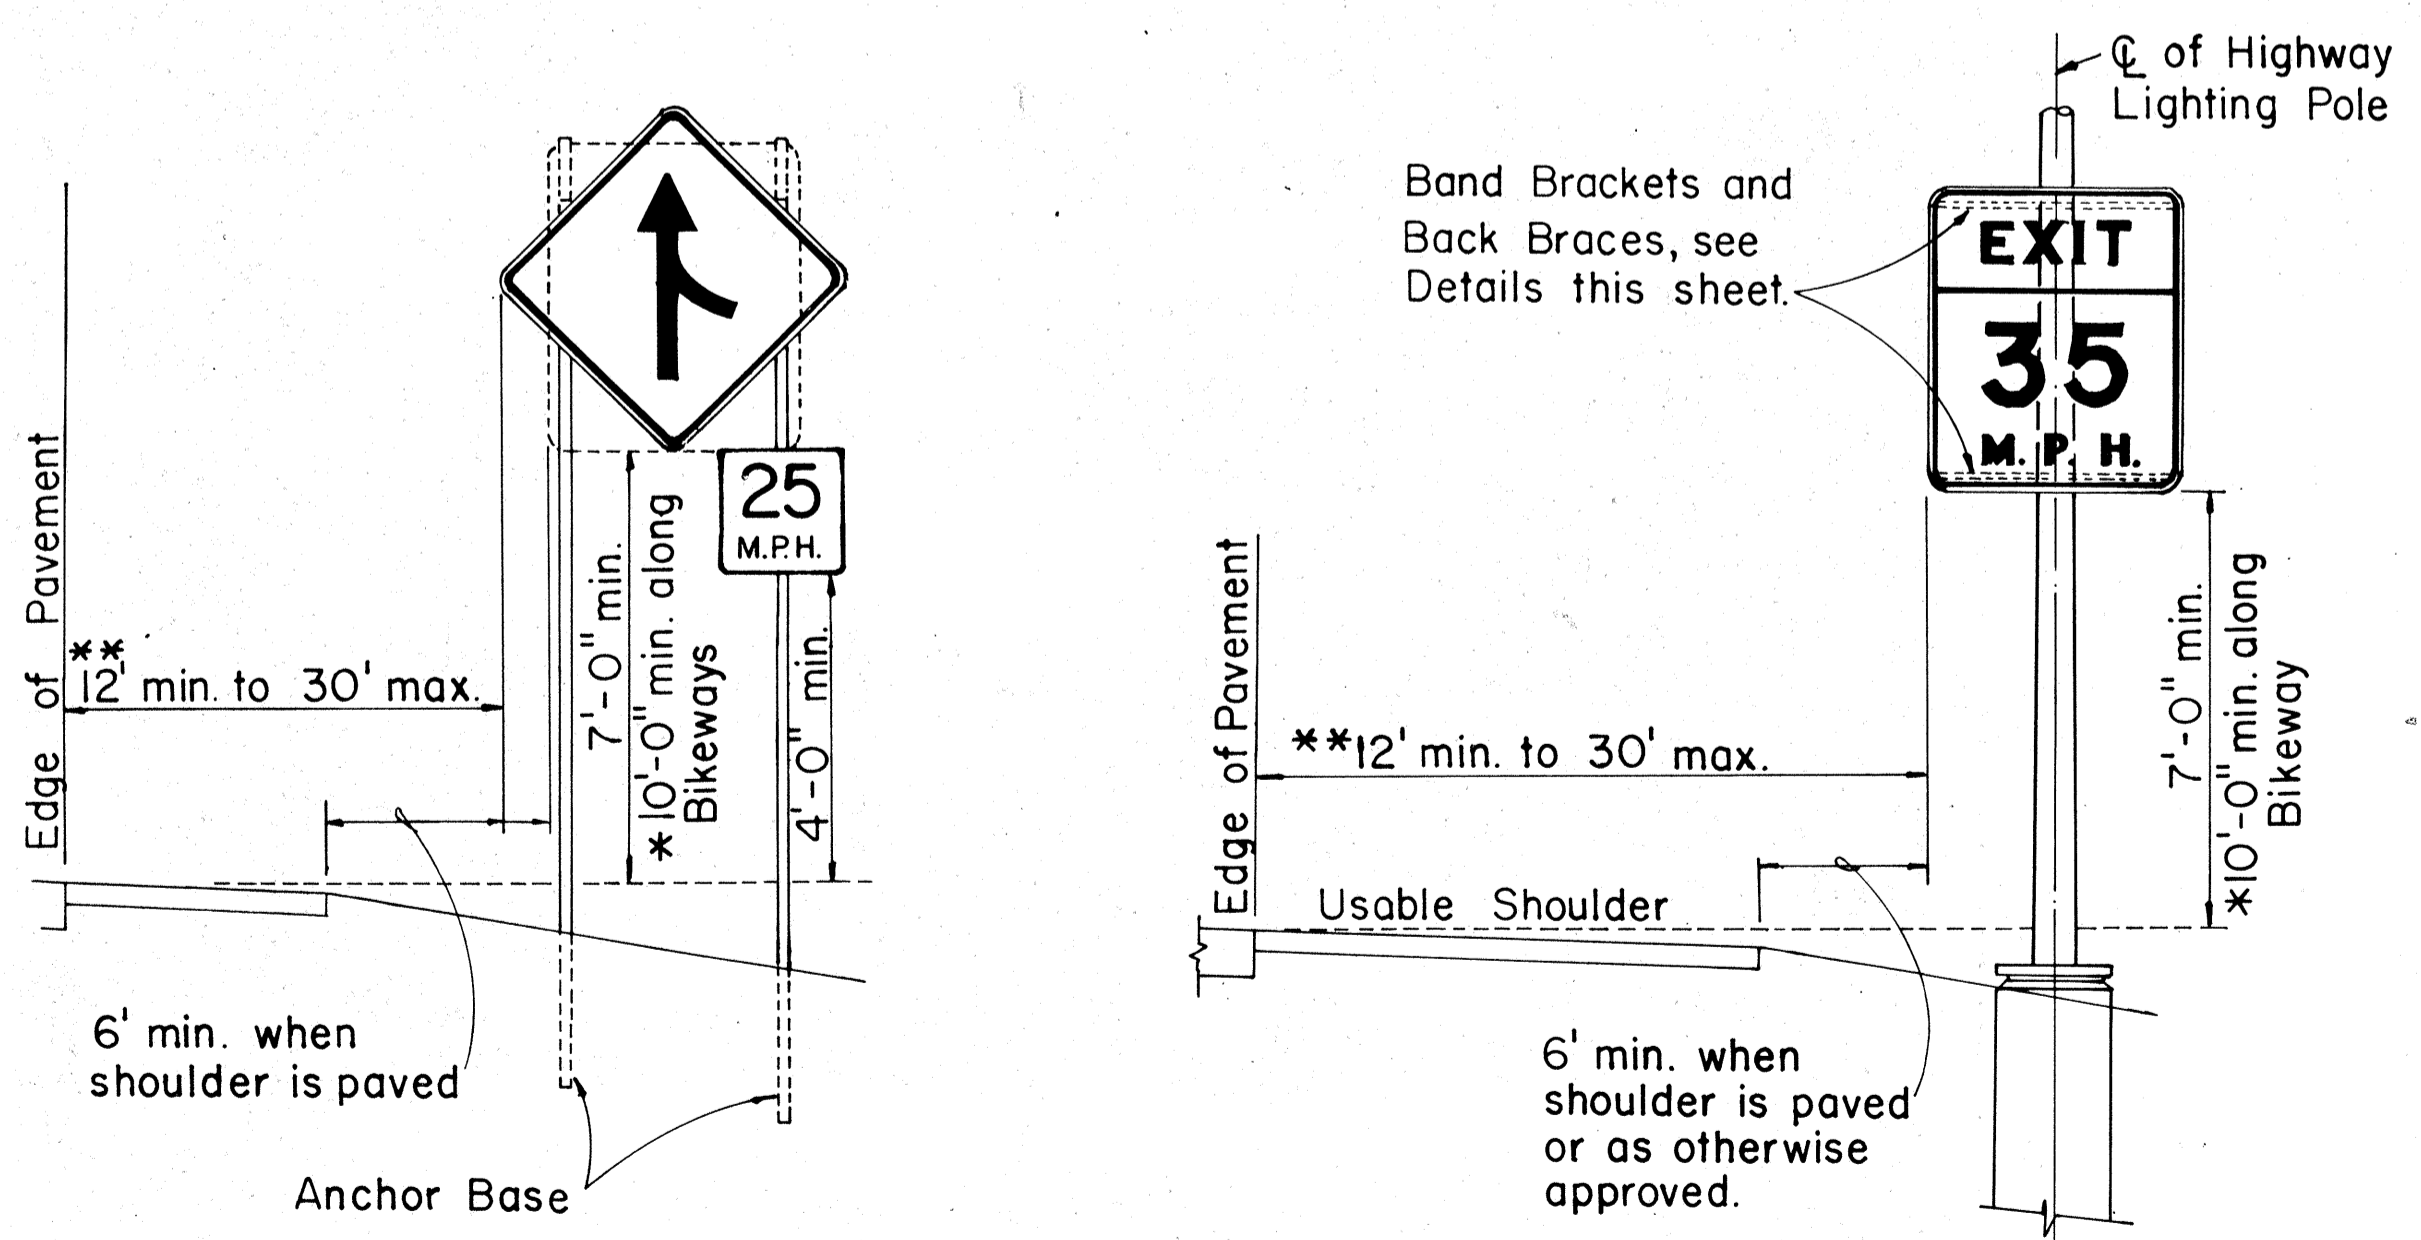 Edge of Pavement
**
12' min. to 30' max.
7'-0" min.
*10'-0" min. along
Bikeways
25
M.P.H.
4'-0" min.
6' min. when
shoulder is paved
Anchor Base
℄ of Highway
Lighting Pole
Band Brackets and
Back Braces, see
Details this sheet.
EXIT
35
M.P.H.
Edge of Pavement
**12' min. to 30' max.
Usable Shoulder
7'-0" min.
*10'-0" min. along
Bikeway
6' min. when
shoulder is paved
or as otherwise
approved.